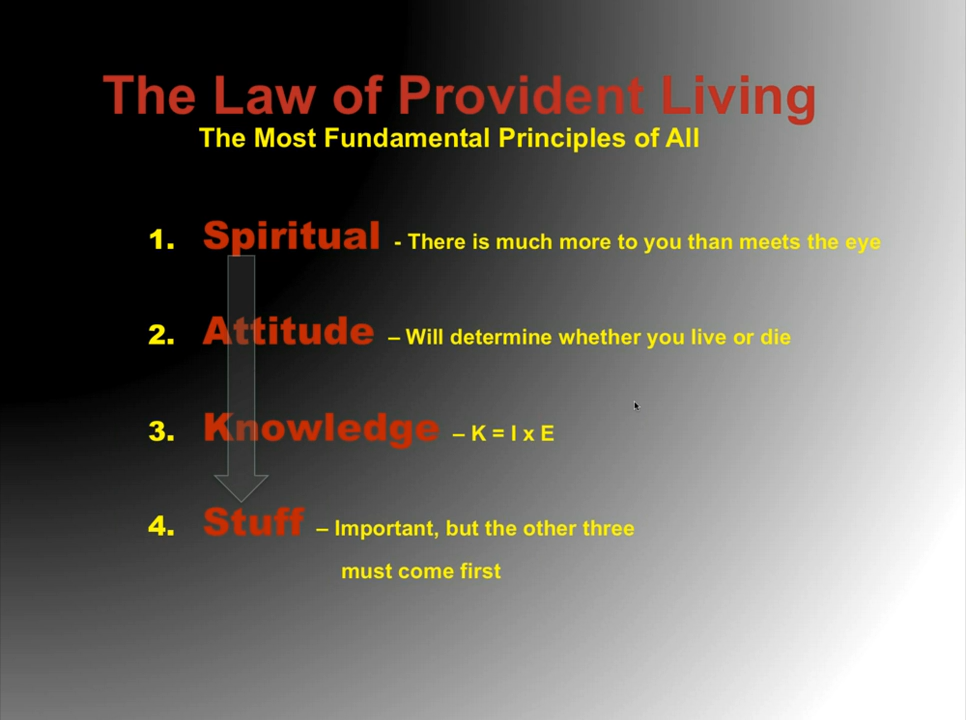 The Law of Provident Living
The Most Fundamental Principles of All
1. Spiritual - There is much more to you than meets the eye
2. Attitude – Will determine whether you live or die
3. Knowledge – K = I x E
4. Stuff – Important, but the other three
must come first